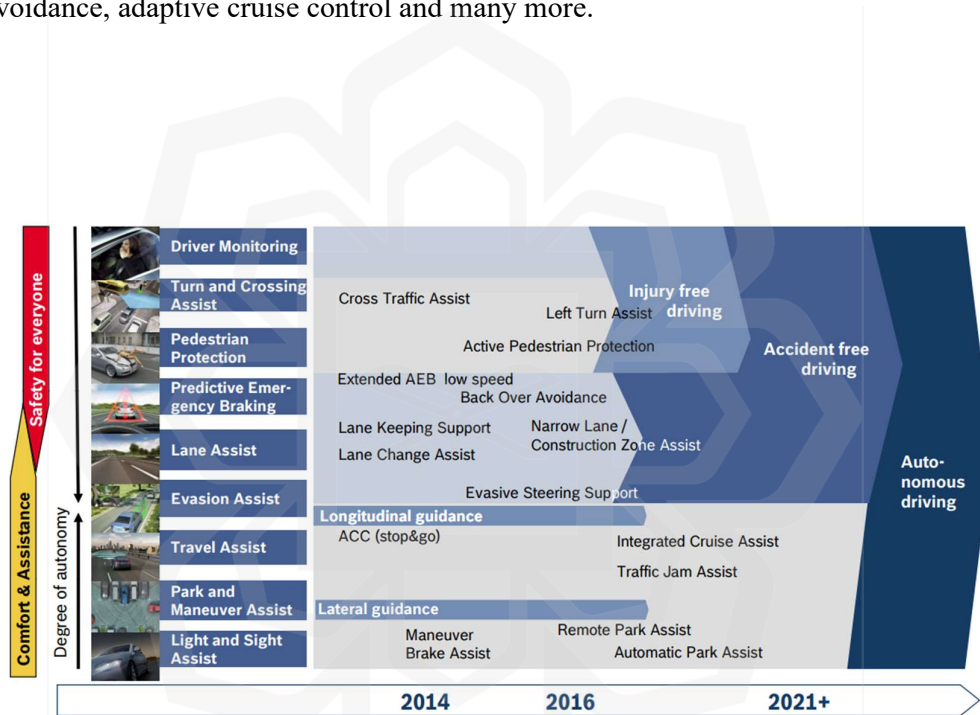 voidance, adaptive cruise control and many more.
Safety for everyone
Comfort & Assistance
Degree of autonomy
Driver Monitoring
Turn and Crossing
Assist
Pedestrian
Protection
Predictive Emer-
gency Braking
Lane Assist
Evasion Assist
Travel Assist
Park and
Maneuver Assist
Light and Sight
Assist
Cross Traffic Assist
Left Turn Assist
Active Pedestrian Protection
Extended AEB low speed
Back Over Avoidance
Lane Keeping Support
Narrow Lane /
Construction Zone Assist
Lane Change Assist
Evasive Steering Support
Longitudinal guidance
ACC (stop&go)
Integrated Cruise Assist
Traffic Jam Assist
Lateral guidance
Maneuver
Brake Assist
Remote Park Assist
Automatic Park Assist
Injury free
driving
Accident free
driving
Auto-
nomous
driving
2014
2016
2021+